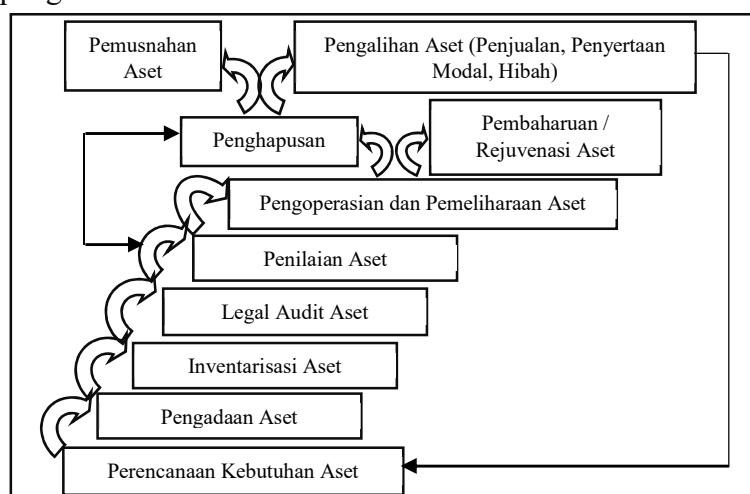 Pemusnahan
Aset
Pengalihan Aset (Penjualan, Penyertaan
Modal, Hibah)
Penghapusan
Pembaharuan /
Rejuvenasi Aset
Pengoperasian dan Pemeliharaan Aset
Penilaian Aset
Legal Audit Aset
Inventarisasi Aset
Pengadaan Aset
Perencanaan Kebutuhan Aset